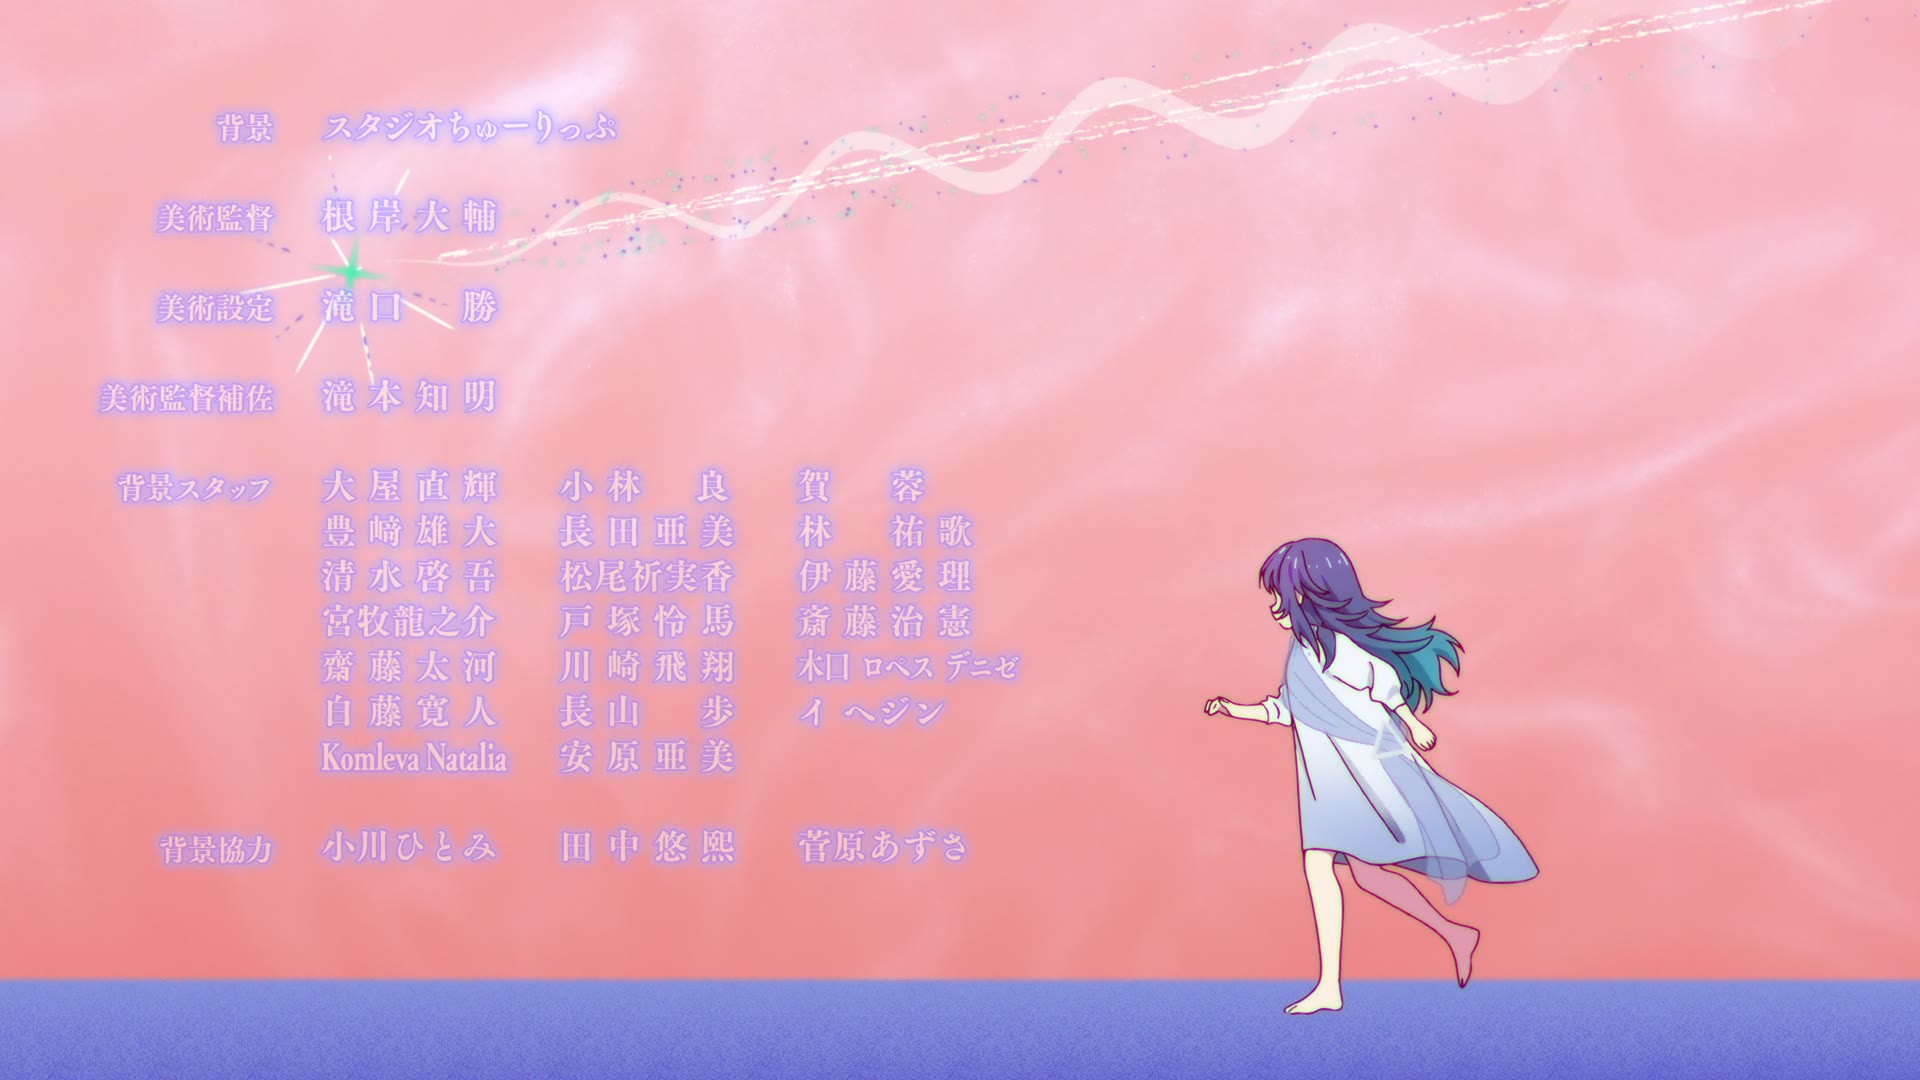 背景 スタジオちゅーりっぷ
美術監督 根岸大輔
美術設定 滝口 勝
美術監督補佐 滝本知明
背景スタッフ 大屋直輝 小林 良 賀 蓉
豊﨑雄大 長田亜美 林 祐歌
清水啓吾 松尾祈実香 伊藤愛理
宮牧龍之介 戸塚怜馬 斎藤治憲
齋藤太河 川崎飛翔 木口 ロペス デニゼ
白藤寛人 長山 歩 イ ヘジン
Komleva Natalia 安原亜美
背景協力 小川ひとみ 田中悠熙 菅原あずさ